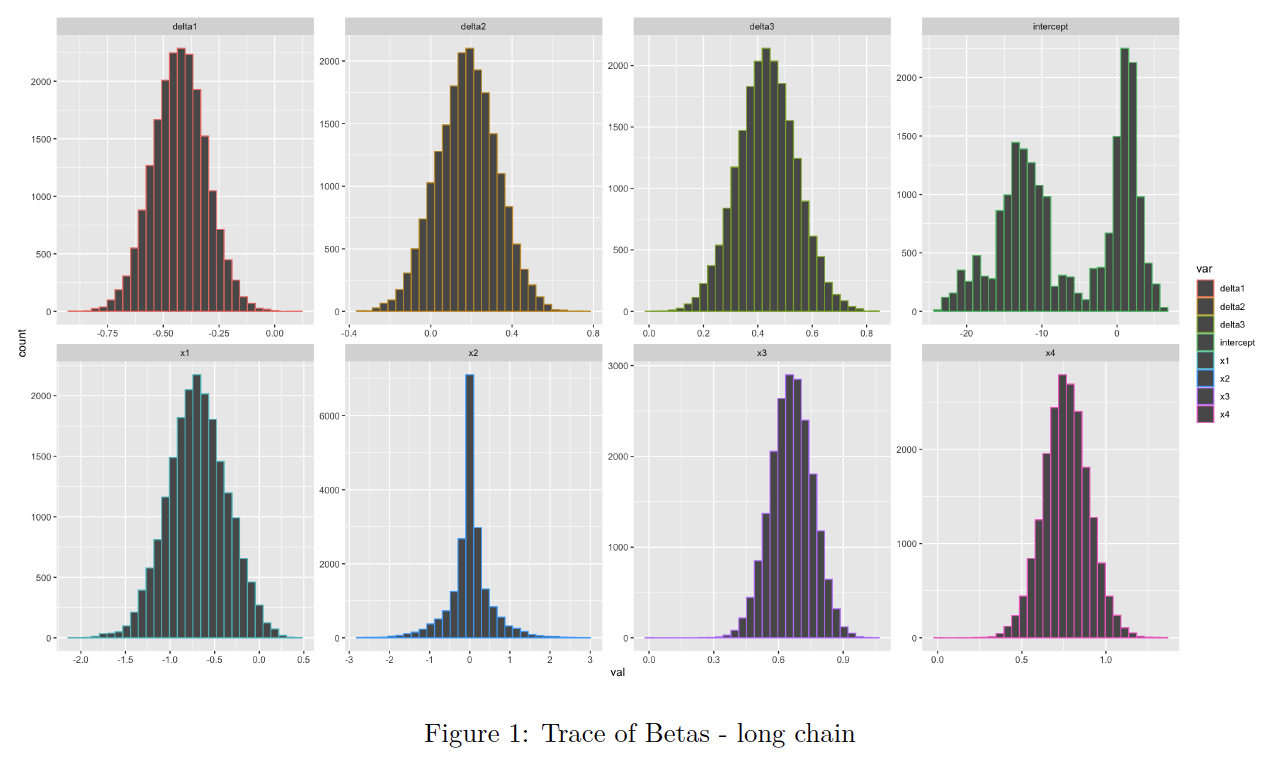 delta1 delta2 delta3 intercept
2000
1500
1000
500
0
-0.75 -0.50 -0.25 0.00
2000
1500
1000
500
0
-0.4 0.0 0.4 0.8
2000
1500
1000
500
0
0.0 0.2 0.4 0.6 0.8
2000
1500
1000
500
0
-20 -10 0
count
x1 x2 x3 x4
2000
1500
1000
500
0
-2.0 -1.5 -1.0 -0.5 0.0 0.5
6000
4000
2000
0
-3 -2 -1 0 1 2 3
3000
2000
1000
0
0.0 0.3 0.6 0.9
2000
1000
0
0.0 0.5 1.0
val
var
delta1
delta2
delta3
intercept
x1
x2
x3
x4
Figure 1: Trace of Betas - long chain